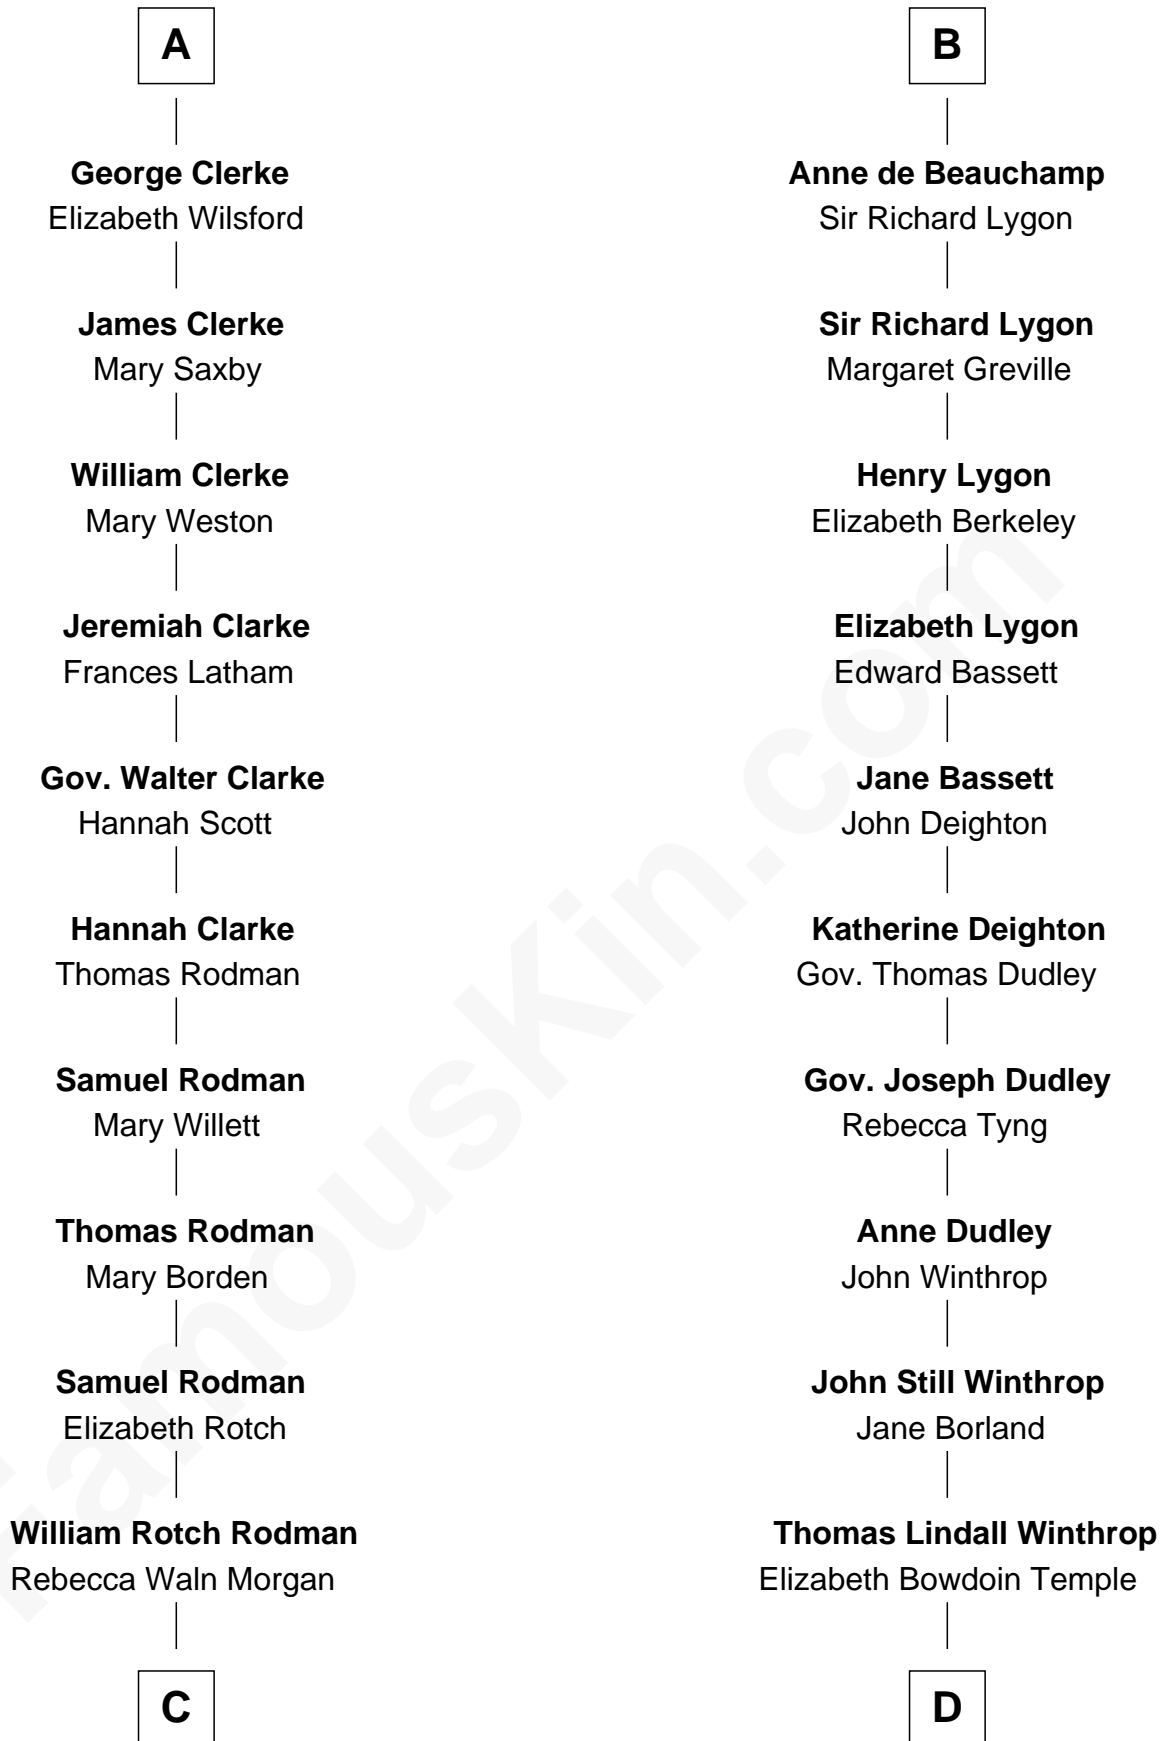 A
George Clerke
Elizabeth Wilsford
James Clerke
Mary Saxby
William Clerke
Mary Weston
Jeremiah Clarke
Frances Latham
Gov. Walter Clarke
Hannah Scott
Hannah Clarke
Thomas Rodman
Samuel Rodman
Mary Willett
Thomas Rodman
Mary Borden
Samuel Rodman
Elizabeth Rotch
William Rotch Rodman
Rebecca Waln Morgan
C
B
Anne de Beauchamp
Sir Richard Lygon
Sir Richard Lygon
Margaret Greville
Henry Lygon
Elizabeth Berkeley
Elizabeth Lygon
Edward Bassett
Jane Bassett
John Deighton
Katherine Deighton
Gov. Thomas Dudley
Gov. Joseph Dudley
Rebecca Tyng
Anne Dudley
John Winthrop
John Still Winthrop
Jane Borland
Thomas Lindall Winthrop
Elizabeth Bowdoin Temple
D
FamousKin.com